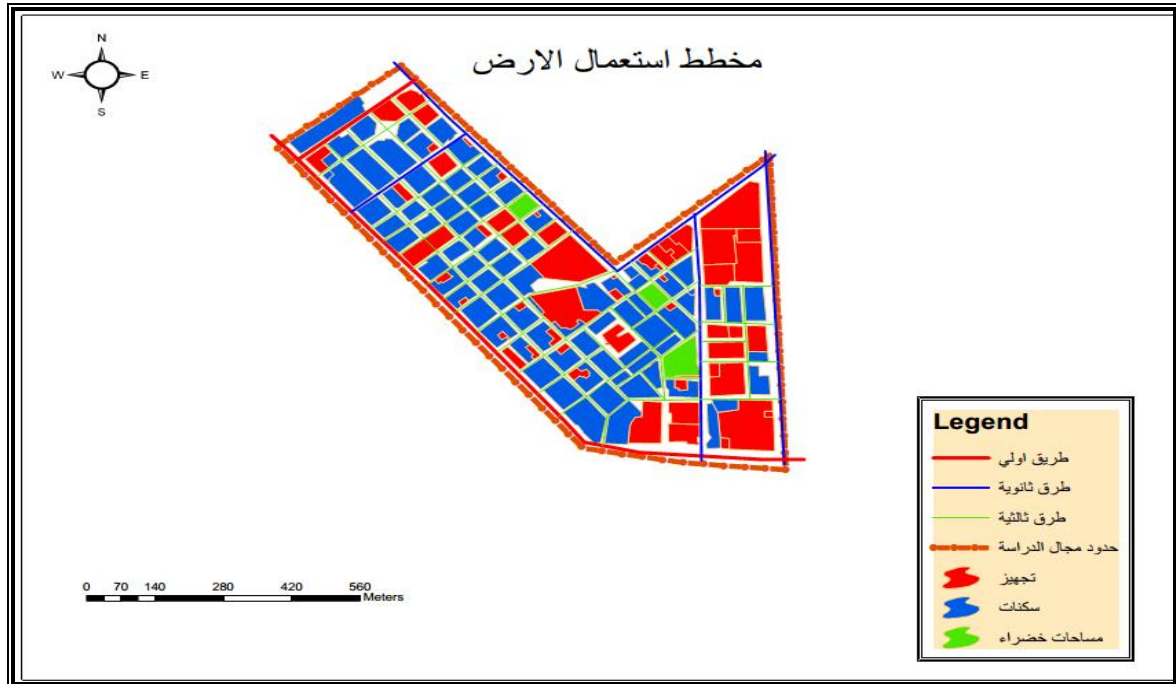 مخطط استعمال الارض
N
W
E
S
Legend
طريق اولي
طرق ثانوية
طرق ثالثية
حدود مجال الدراسة
تجهيز
سكنات
مساحات خضراء
0 70 140 280 420 560
Meters